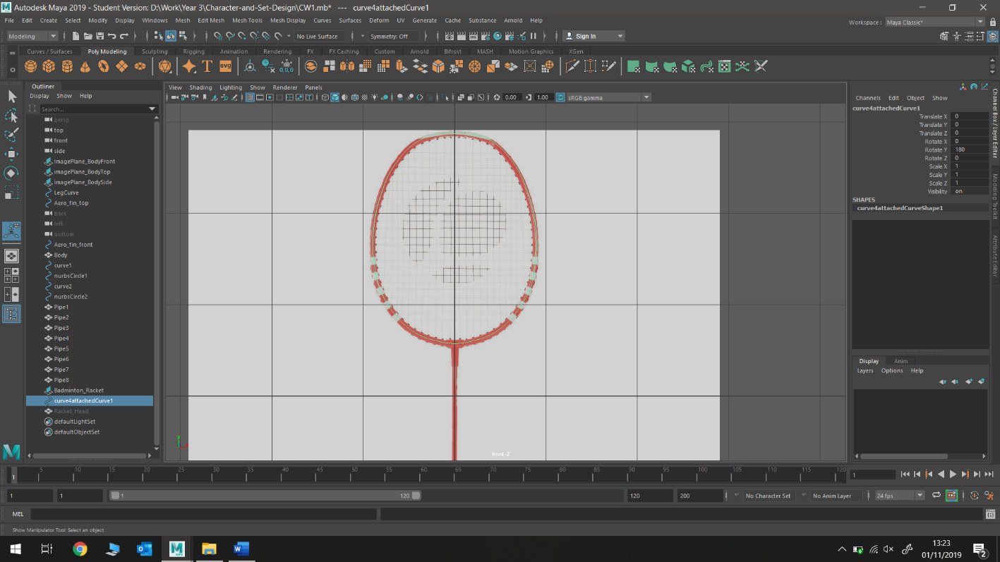 Autodesk Maya 2019 - Student Version: D:\Work\Year 3\Character-and-Set-Design\CW1.mb* --- curve4attachedCurve1
File Edit Create Select Modify Display Windows Mesh Edit Mesh Mesh Tools Mesh Display Curves Surfaces Deform UV Generate Cache Substance Arnold Help
Workspace : Maya Classic*
Modeling No Live Surface Symmetry: Off Sign In
Curves / Surfaces Poly Modeling Sculpting Rigging Animation Rendering FX FX Caching Custom Arnold Bifrost MASH Motion Graphics XGen
T SVG 0,0,0
Outliner
Display Show Help
Search...
persp
top
front
side
ImagePlane_BodyFront
imagePlane_BodyTop
imagePlane_BodySide
LegCurve
Aero_fin_top
back
left
bottom
Aero_fin_front
Body
curve1
nurbsCircle1
curve2
nurbsCircle2
Pipe1
Pipe2
Pipe3
Pipe4
Pipe5
Pipe6
Pipe7
Pipe8
Badminton_Racket
curve4attachedCurve1
Racket_Head
defaultLightSet
defaultObjectSet
View Shading Lighting Show Renderer Panels
0.00 1.00 sRGB gamma
front -Z
Channels Edit Object Show
curve4attachedCurve1
Translate X 0
Translate Y 0
Translate Z 0
Rotate X 0
Rotate Y 180
Rotate Z 0
Scale X 1
Scale Y 1
Scale Z 1
Visibility on
SHAPES
curve4attachedCurveShape1
Display Anim
Layers Options Help
Channel Box / Layer Editor
Modeling Toolkit
Attribute Editor
5 10 15 20 25 30 35 40 45 50 55 60 65 70 75 80 85 90 95 100 105 110 115 120
1 1
1 1 1 120 120 200 No Character Set No Anim Layer 24 fps
MEL
Show Manipulator Tool: Select an object.
13:23
01/11/2019
2